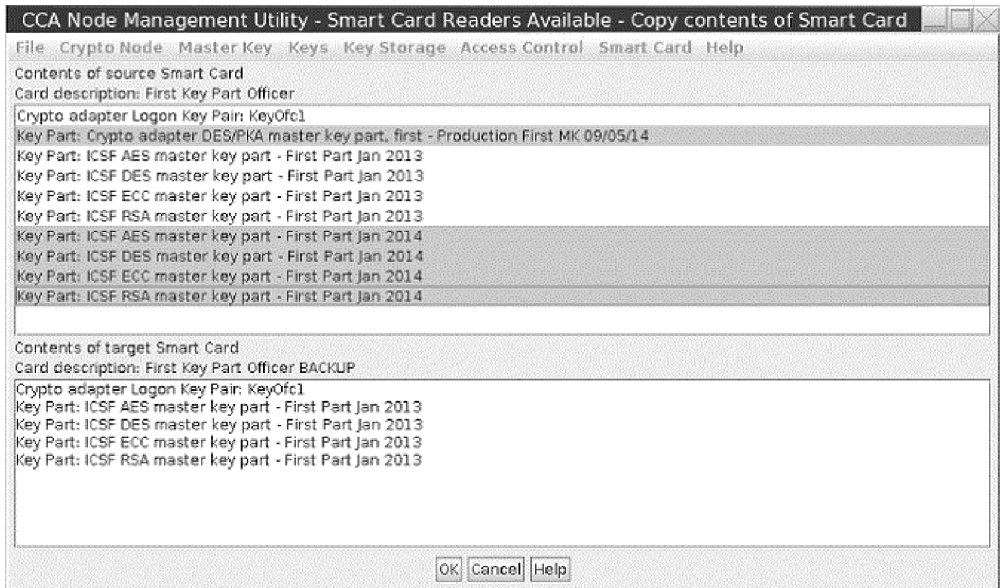 CCA Node Management Utility - Smart Card Readers Available - Copy contents of Smart Card
File Crypto Node Master Key Keys Key Storage Access Control Smart Card Help
Contents of source Smart Card
Card description: First Key Part Officer
Crypto adapter Logon Key Pair: KeyOfc1
Key Part: Crypto adapter DES/PKA master key part, first - Production First MK 09/05/14
Key Part: ICSF AES master key part - First Part Jan 2013
Key Part: ICSF DES master key part - First Part Jan 2013
Key Part: ICSF ECC master key part - First Part Jan 2013
Key Part: ICSF RSA master key part - First Part Jan 2013
Key Part: ICSF AES master key part - First Part Jan 2014
Key Part: ICSF DES master key part - First Part Jan 2014
Key Part: ICSF ECC master key part - First Part Jan 2014
Key Part: ICSF RSA master key part - First Part Jan 2014
Contents of target Smart Card
Card description: First Key Part Officer BACKUP
Crypto adapter Logon Key Pair: KeyOfc1
Key Part: ICSF AES master key part - First Part Jan 2013
Key Part: ICSF DES master key part - First Part Jan 2013
Key Part: ICSF ECC master key part - First Part Jan 2013
Key Part: ICSF RSA master key part - First Part Jan 2013
OK Cancel Help